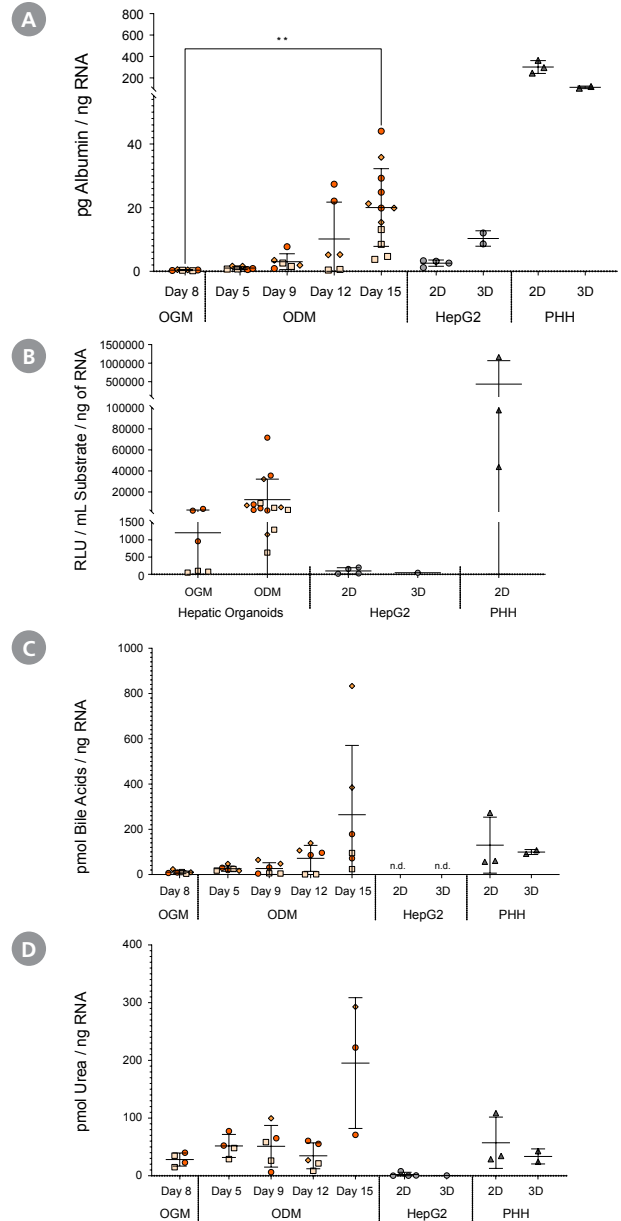 A
pg Albumin / ng RNA
800
600
400
200
40
20
0
**
Day 8 Day 5 Day 9 Day 12 Day 15 2D 3D 2D 3D
OGM ODM HepG2 PHH
B
RLU / mL Substrate / ng of RNA
1500000
1000000
500000
100000
80000
60000
40000
20000
1500
1000
500
0
OGM ODM 2D 3D 2D
Hepatic Organoids HepG2 PHH
C
pmol Bile Acids / ng RNA
1000
800
600
400
200
0
n.d. n.d.
Day 8 Day 5 Day 9 Day 12 Day 15 2D 3D 2D 3D
OGM ODM HepG2 PHH
D
pmol Urea / ng RNA
400
300
200
100
0
Day 8 Day 5 Day 9 Day 12 Day 15 2D 3D 2D 3D
OGM ODM HepG2 PHH